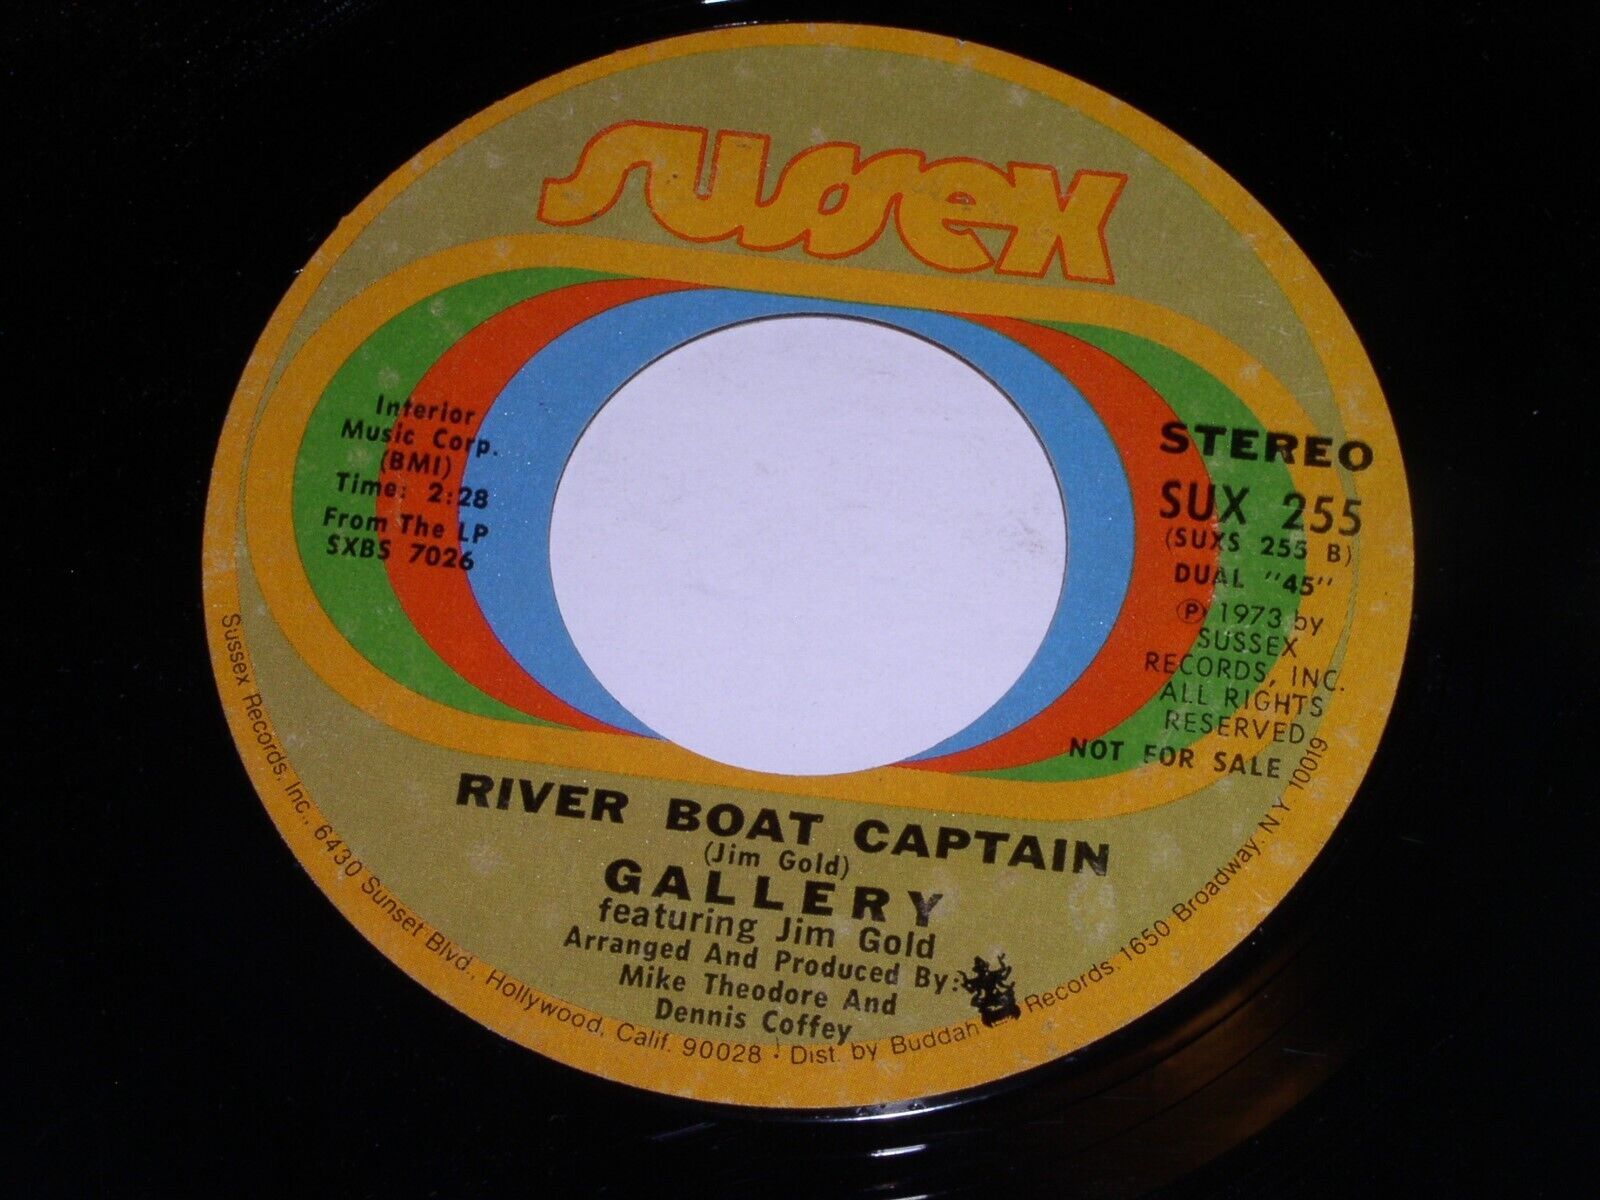 sussex
Interior
Music Corp.
(BMI)
Time: 2:28
From The LP
SXBS 7026
STEREO
SUX 255
(SUXS 255 B)
DUAL "45"
Ⓟ 1973 by
SUSSEX
RECORDS, INC.
ALL RIGHTS
RESERVED
NOT FOR SALE
RIVER BOAT CAPTAIN
(Jim Gold)
GALLERY
featuring Jim Gold
Arranged And Produced By:
Mike Theodore And
Dennis Coffey
Sussex Records, Inc., 6430 Sunset Blvd., Hollywood, Calif. 90028 • Dist. by Buddah Records, 1650 Broadway, NY 10019